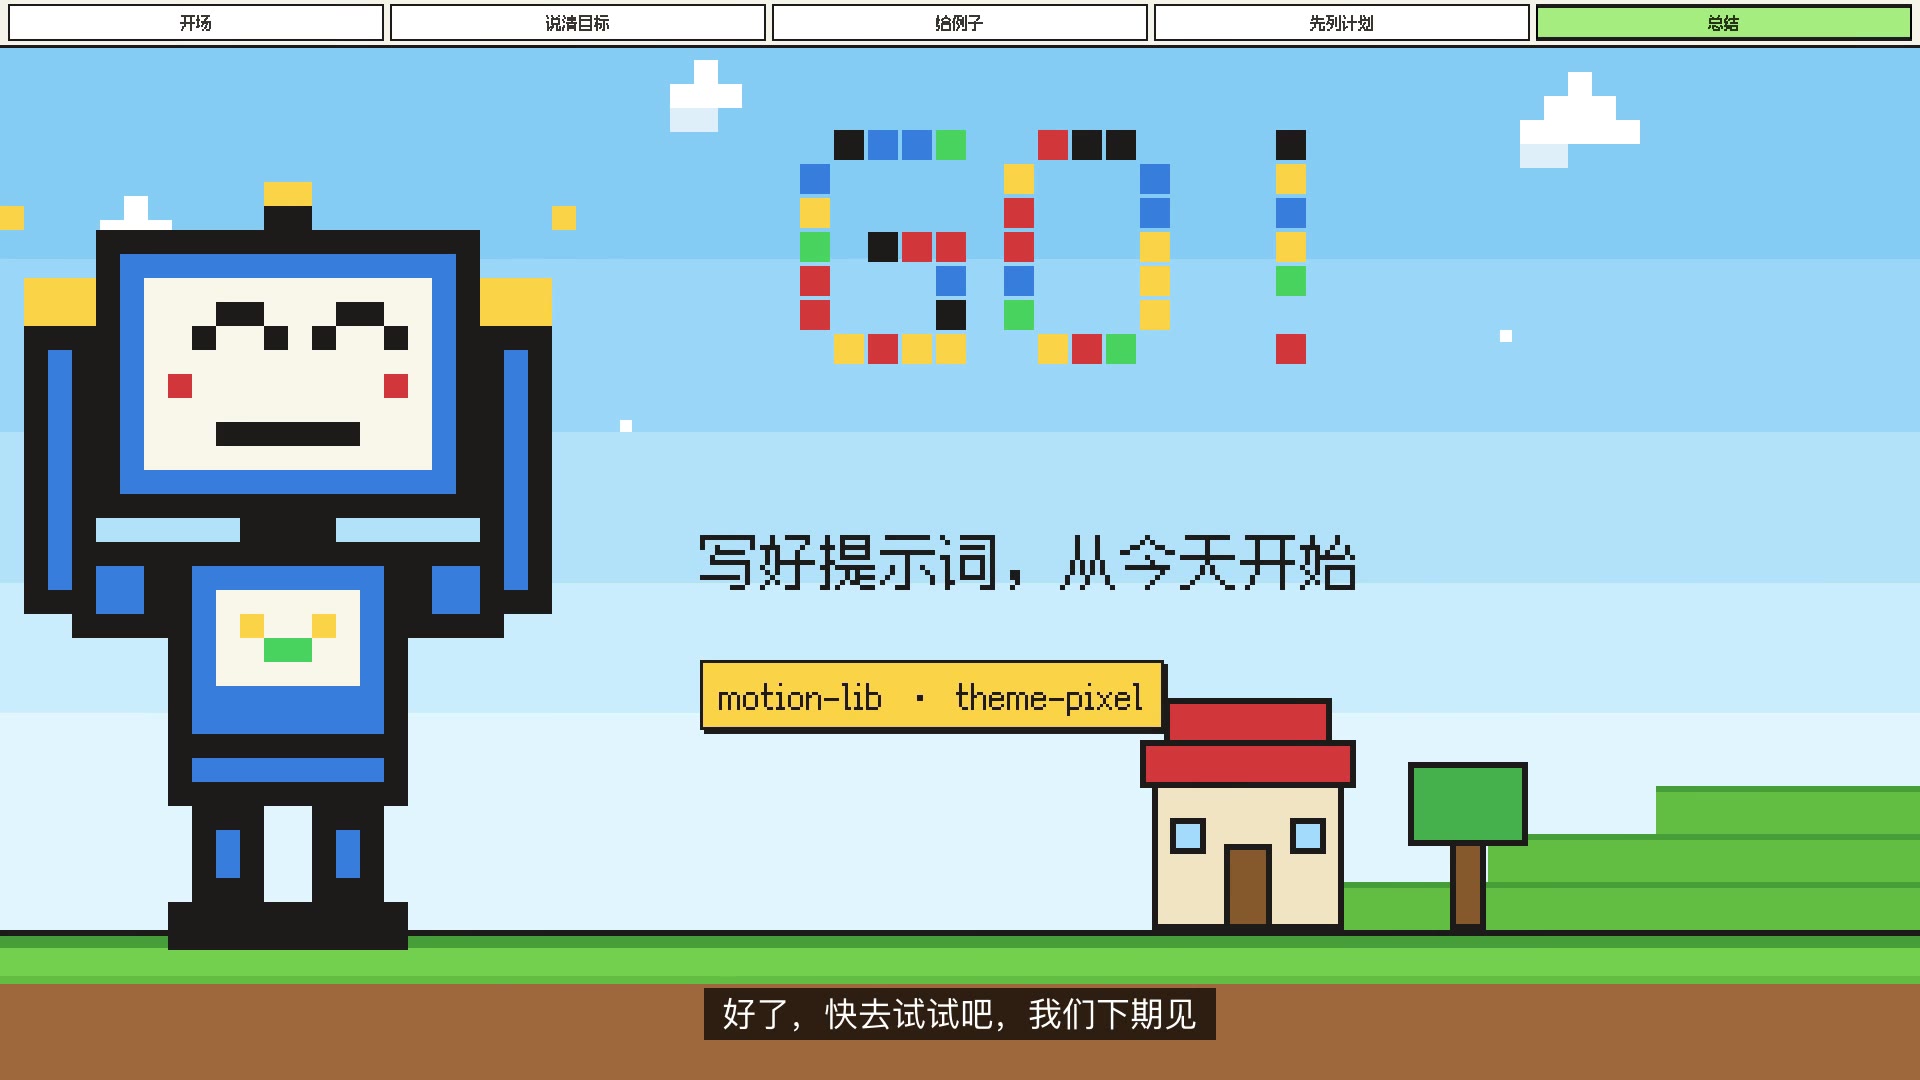 开场
说清目标
给例子
先列计划
总结
GO!
写好提示词，从今天开始
motion-lib · theme-pixel
好了，快去试试吧，我们下期见